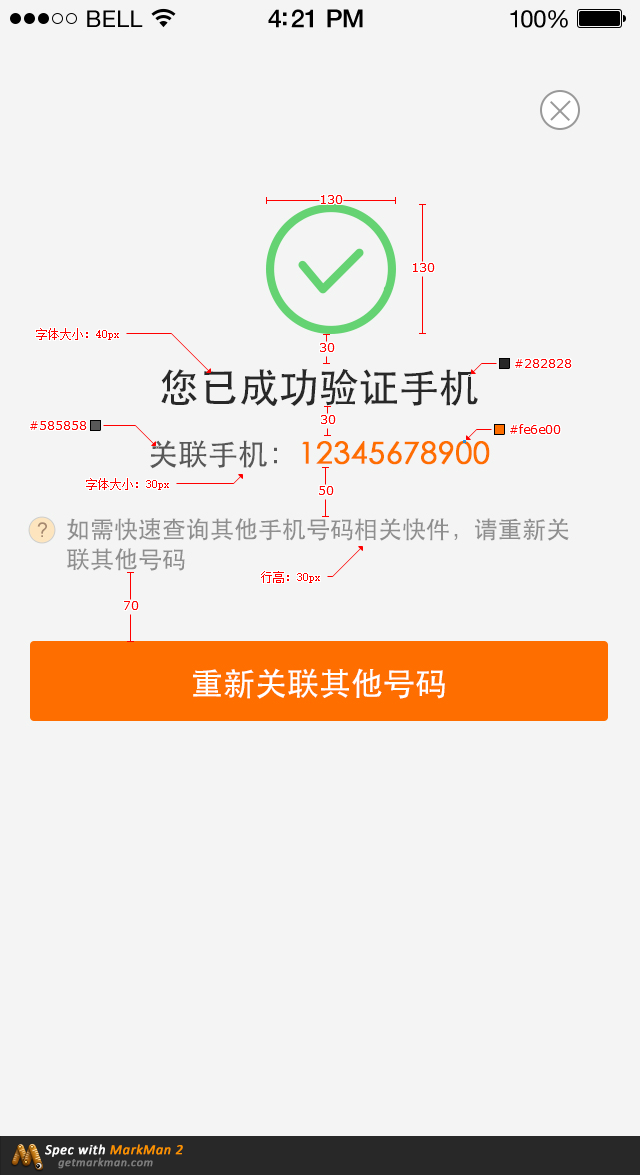 BELL 4:21 PM 100%
130
130
30
字体大小：40px
#282828
您已成功验证手机
30
#585858
#fe6e00
关联手机：12345678900
字体大小：30px
50
? 如需快速查询其他手机号码相关快件，请重新关
联其他号码
行高：30px
70
重新关联其他号码
Spec with MarkMan 2
getmarkman.com